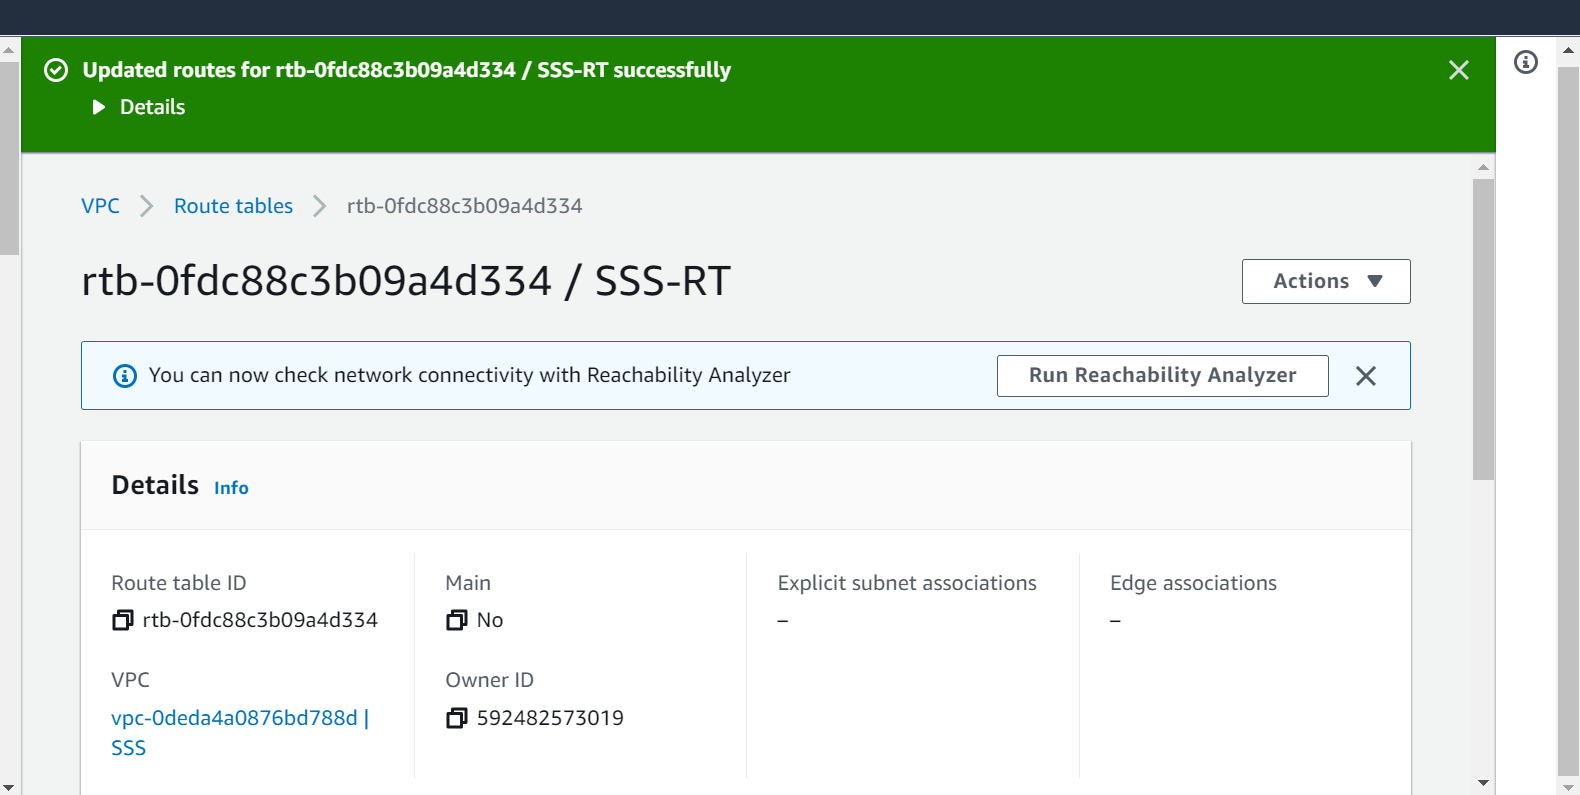 Updated routes for rtb-0fdc88c3b09a4d334 / SSS-RT successfully
Details
VPC
Route tables
rtb-0fdc88c3b09a4d334
rtb-0fdc88c3b09a4d334 / SSS-RT
Actions
You can now check network connectivity with Reachability Analyzer
Run Reachability Analyzer
Details Info
Route table ID
rtb-0fdc88c3b09a4d334
Main
No
Explicit subnet associations
–
Edge associations
–
VPC
vpc-0deda4a0876bd788d |
SSS
Owner ID
592482573019